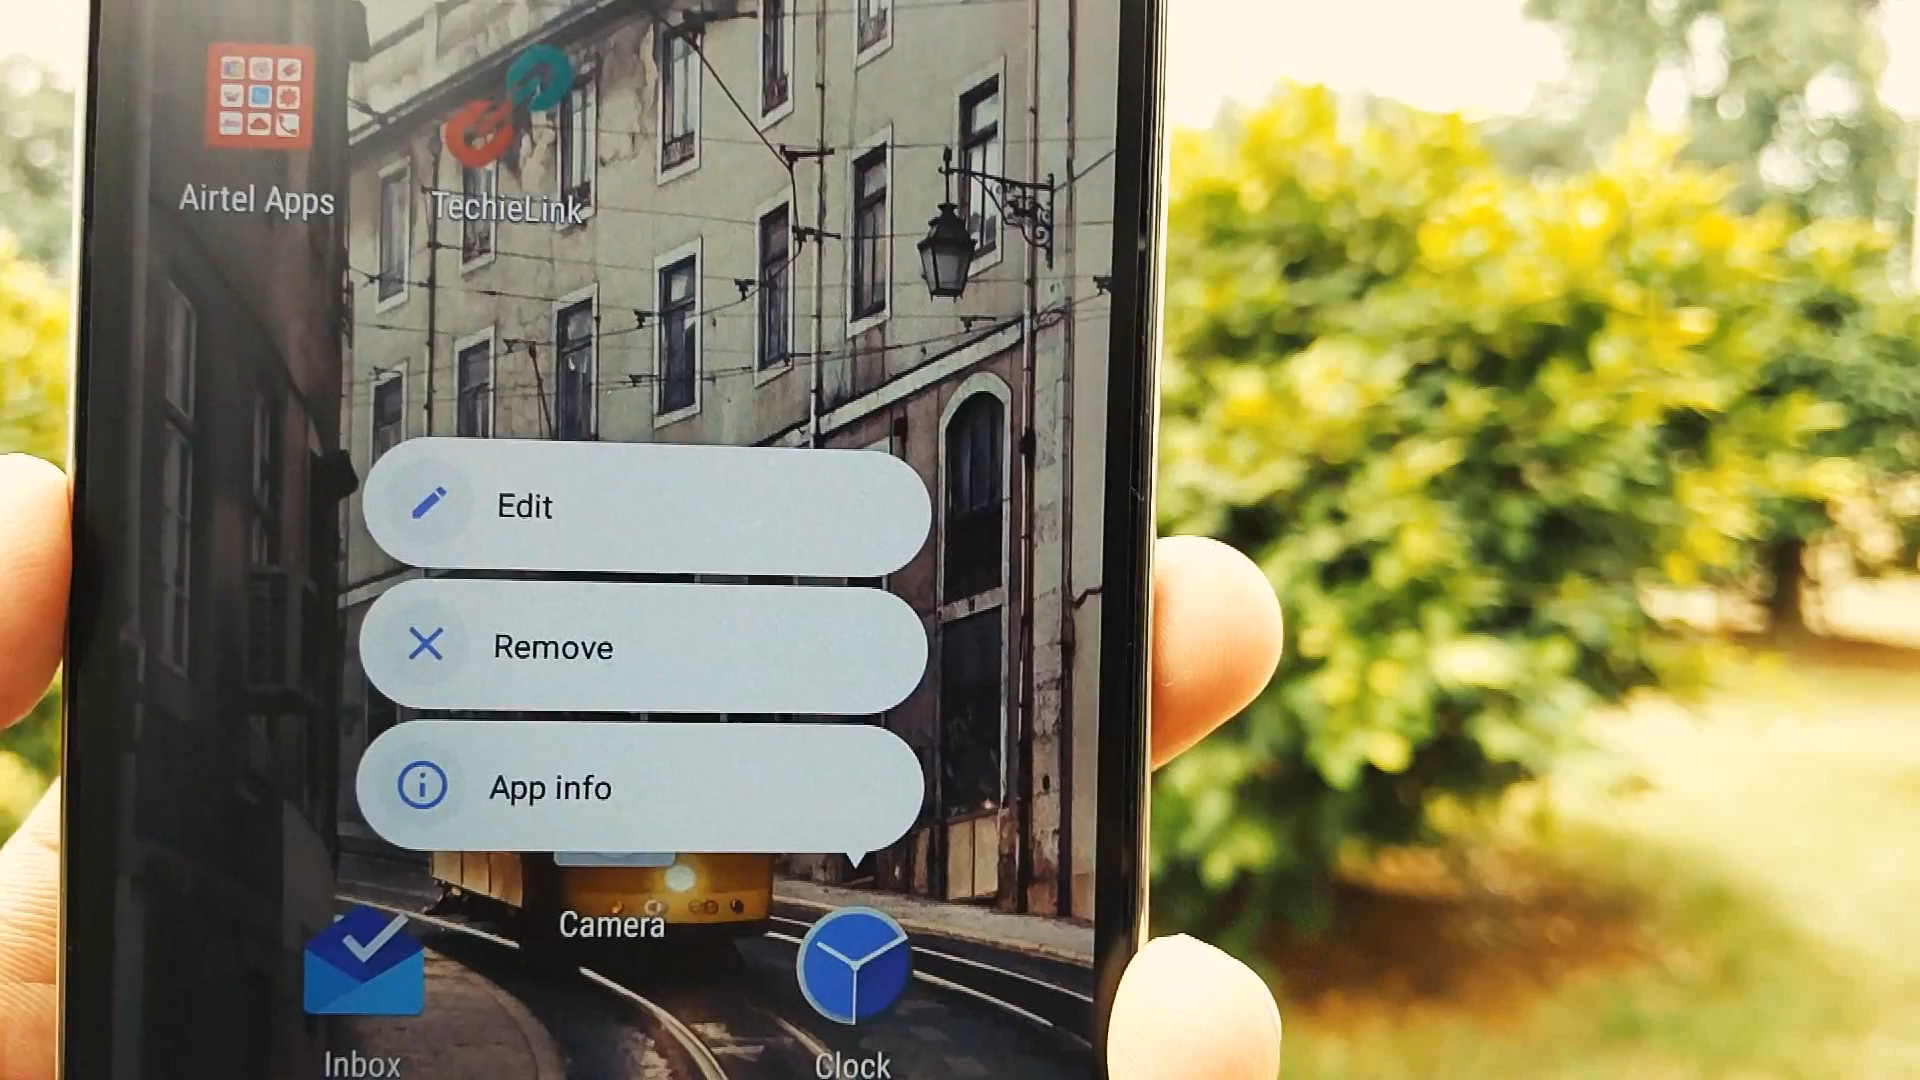 Airtel Apps
TechieLink
Edit
Remove
App info
Camera
Inbox
Clock